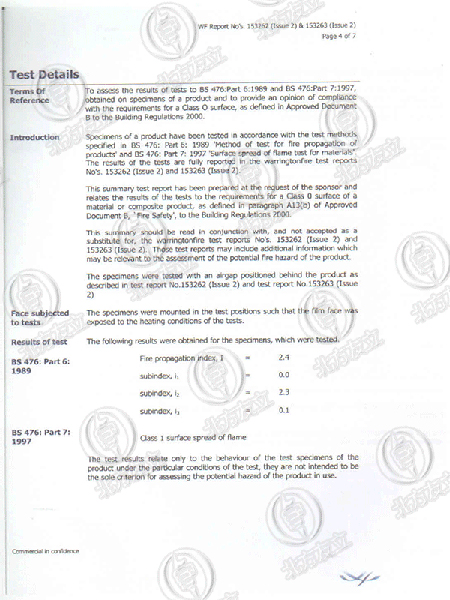 WF Report No's. 153262 (Issue 2) & 153263 (Issue 2)
Page 4 of 7
Test Details
Terms Of
Reference
To assess the results of tests to BS 476:Part 6:1989 and BS 476:Part 7:1997,
obtained on specimens of a product and to provide an opinion of compliance
with the requirements for a Class O surface, as defined in Approved Document
B to the Building Regulations 2000.
Introduction
Specimens of a product have been tested in accordance with the test methods
specified in BS 476: Part 6: 1989 'Method of test for fire propagation of
products' and BS 476: Part 7: 1997 'Surface spread of flame test for materials'.
The results of the tests are fully reported in the warringtonfire test reports
No's. 153262 (Issue 2) and 153263 (Issue 2).
This summary test report has been prepared at the request of the sponsor and
relates the results of the tests to the requirements for a Class 0 surface of a
material or composite product, as defined in paragraph A13(b) of Approved
Document B, 'Fire Safety', to the Building Regulations 2000.
This summary should be read in conjunction with, and not accepted as a
substitute for, the warringtonfire test reports No's. 153262 (Issue 2) and
153263 (Issue 2). These test reports may include additional information which
may be relevant to the assessment of the potential fire hazard of the product.
The specimens were tested with an airgap positioned behind the product as
described in test report No.153262 (Issue 2) and test report No.153263 (Issue
2)
Face subjected
to tests
The specimens were mounted in the test positions such that the film face was
exposed to the heating conditions of the tests.
Results of test
The following results were obtained for the specimens, which were tested.
BS 476: Part 6:
1989
Fire propagation index, I = 2.4
subindex, i₁ = 0.0
subindex, i₂ = 2.3
subindex, i₃ = 0.1
BS 476: Part 7:
1997
Class 1 surface spread of flame
The test results relate only to the behaviour of the test specimens of the
product under the particular conditions of the test, they are not intended to be
the sole criterion for assessing the potential hazard of the product in use.
Commercial in confidence